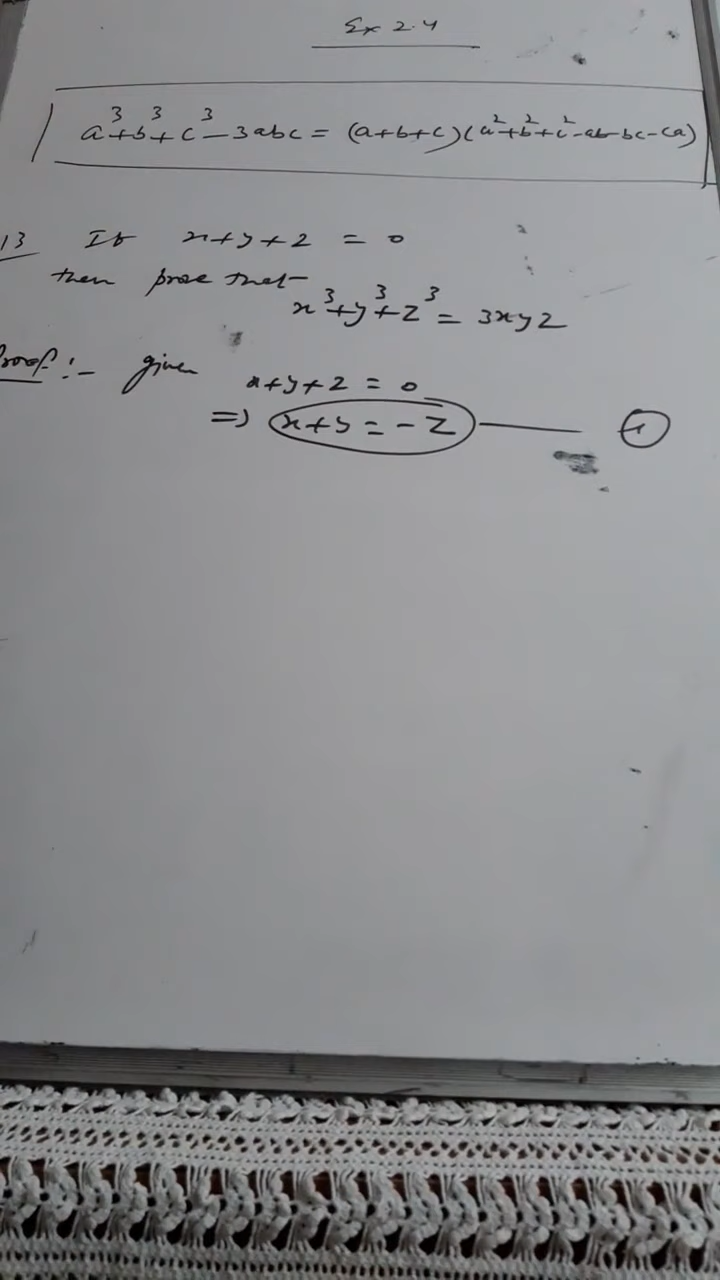 Ex 2.4
a³+b³+c³-3abc = (a+b+c)(a²+b²+c²-ab-bc-ca)
13 If x+y+z = 0
then prove that
x³+y³+z³ = 3xyz
Proof:- given
x+y+z = 0
=> x+y = -z —— 1